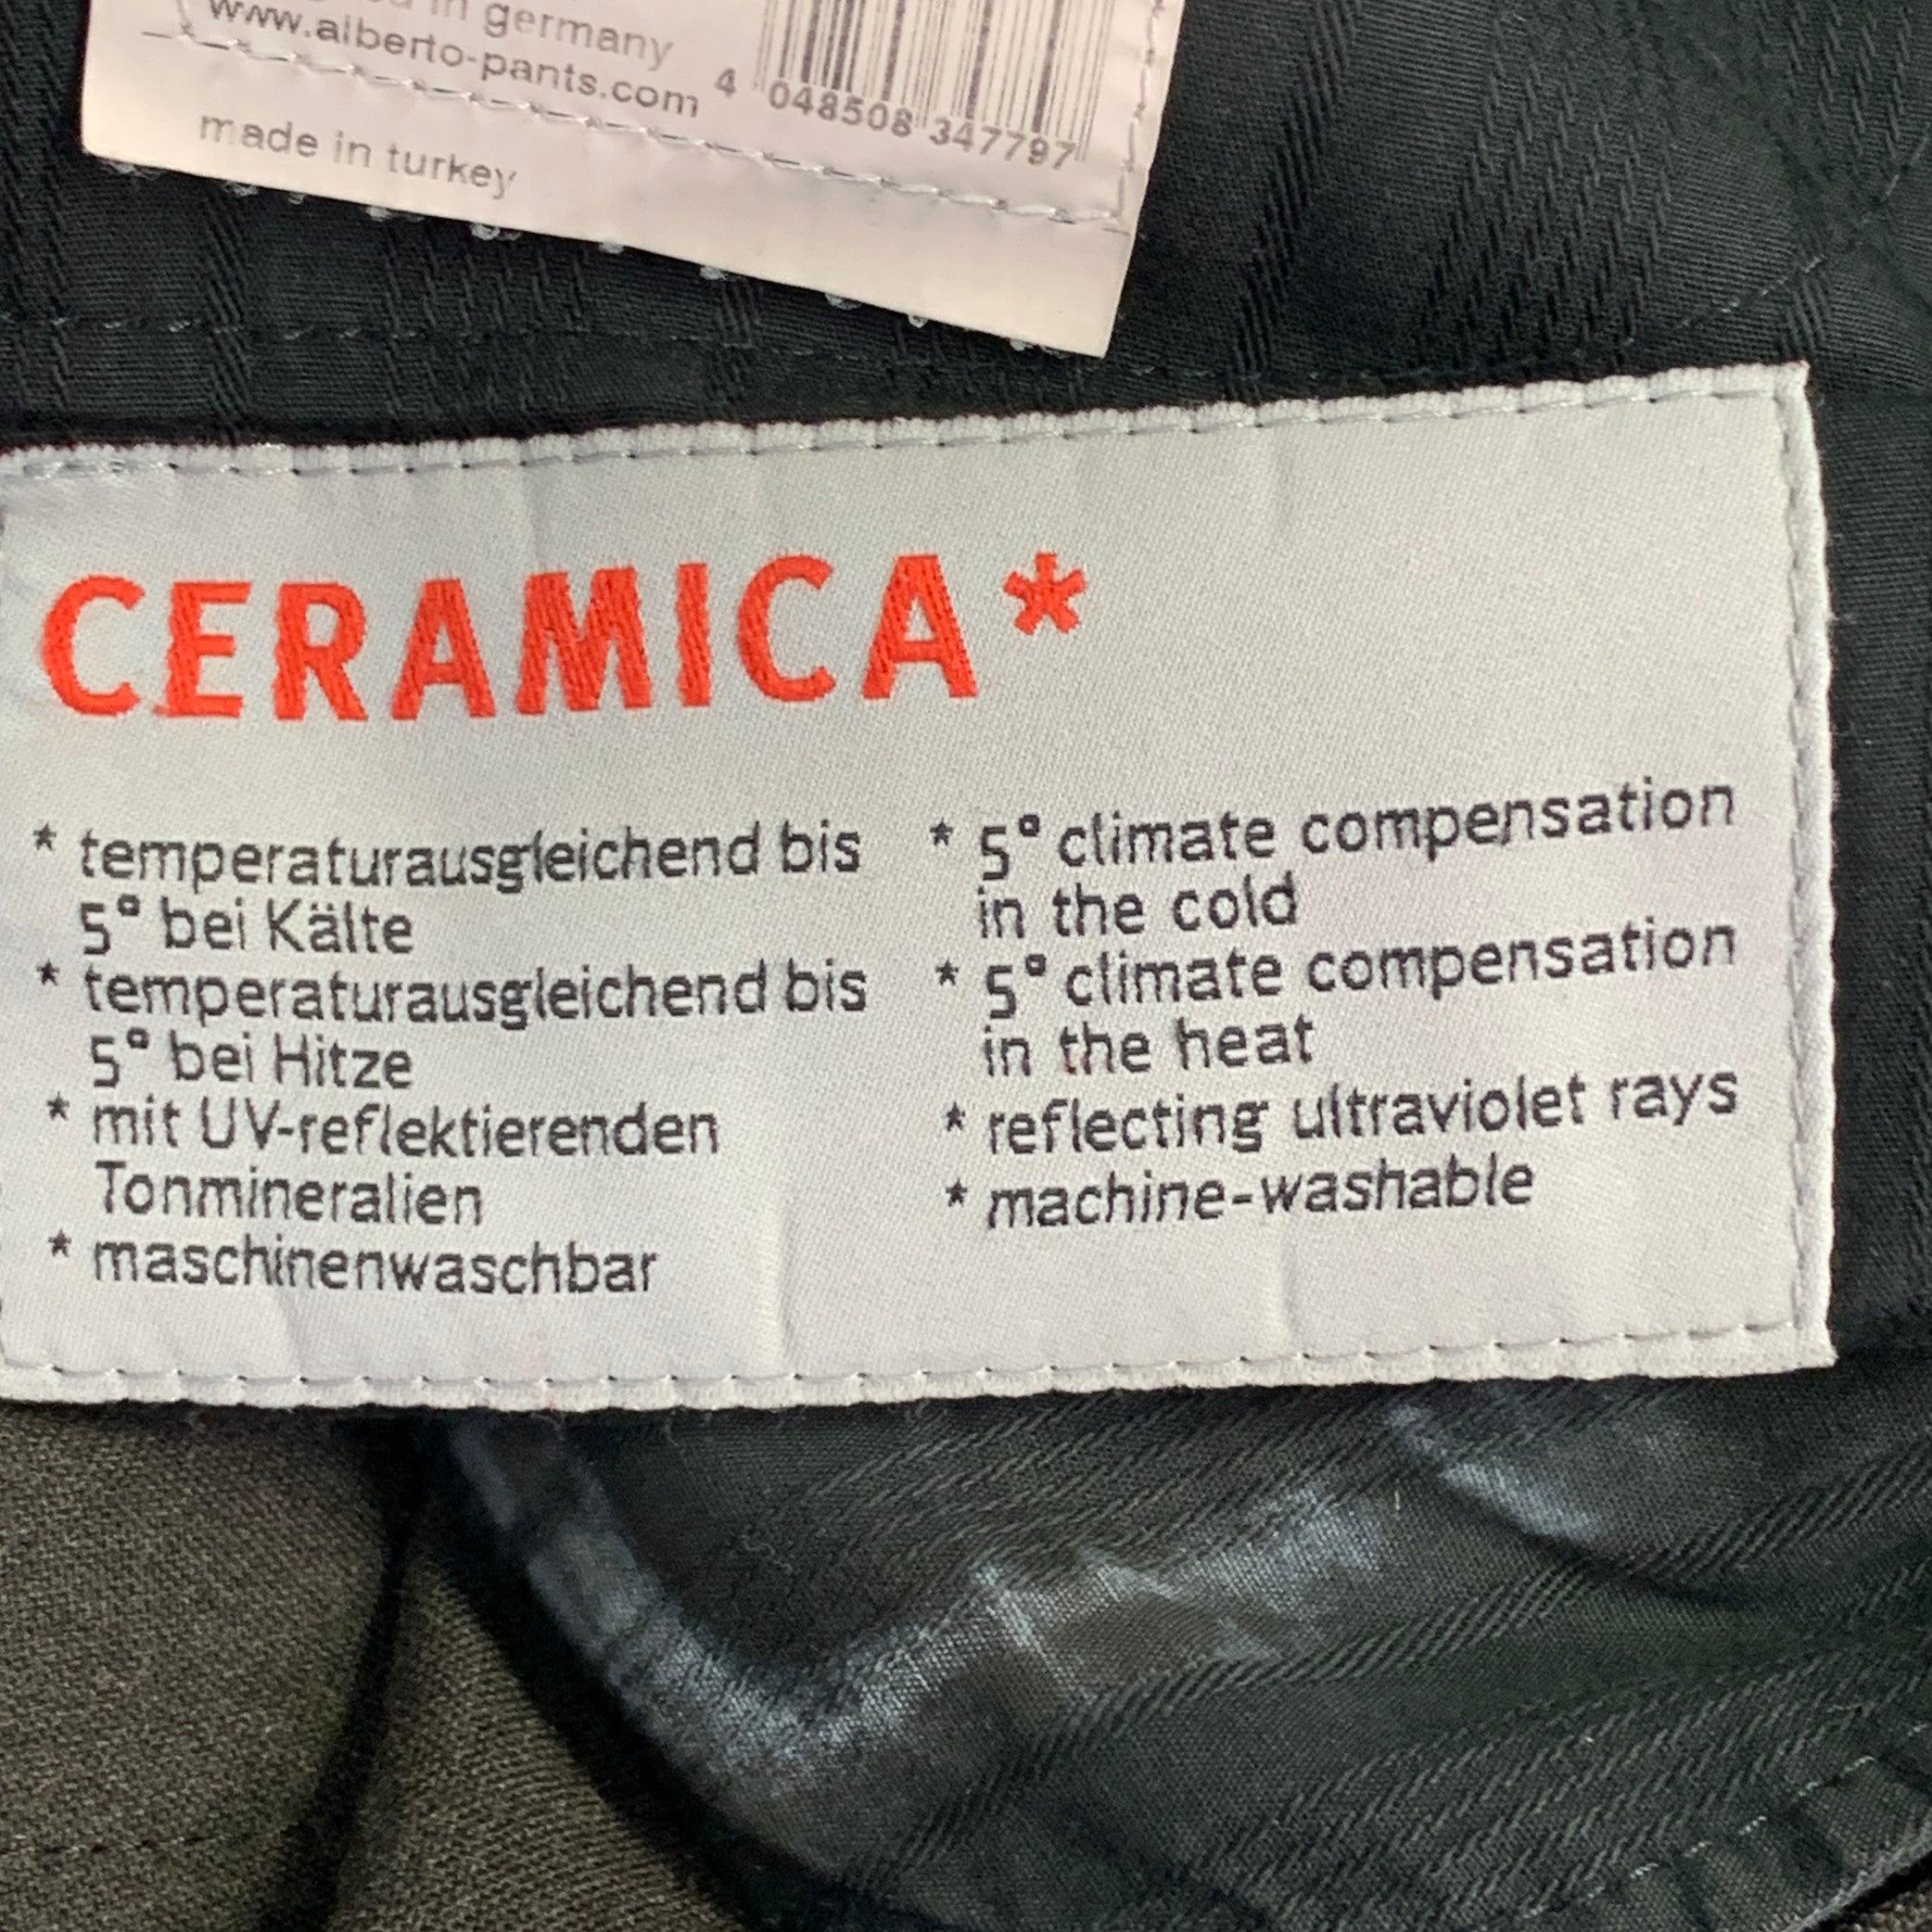 in germany
www.alberto-pants.com
4 048508 347797
made in turkey
CERAMICA*
* temperaturausgleichend bis
5° bei Kälte
* temperaturausgleichend bis
5° bei Hitze
* mit UV-reflektierenden
Tonmineralien
* maschinenwaschbar
* 5° climate compensation
in the cold
* 5° climate compensation
in the heat
* reflecting ultraviolet rays
* machine-washable